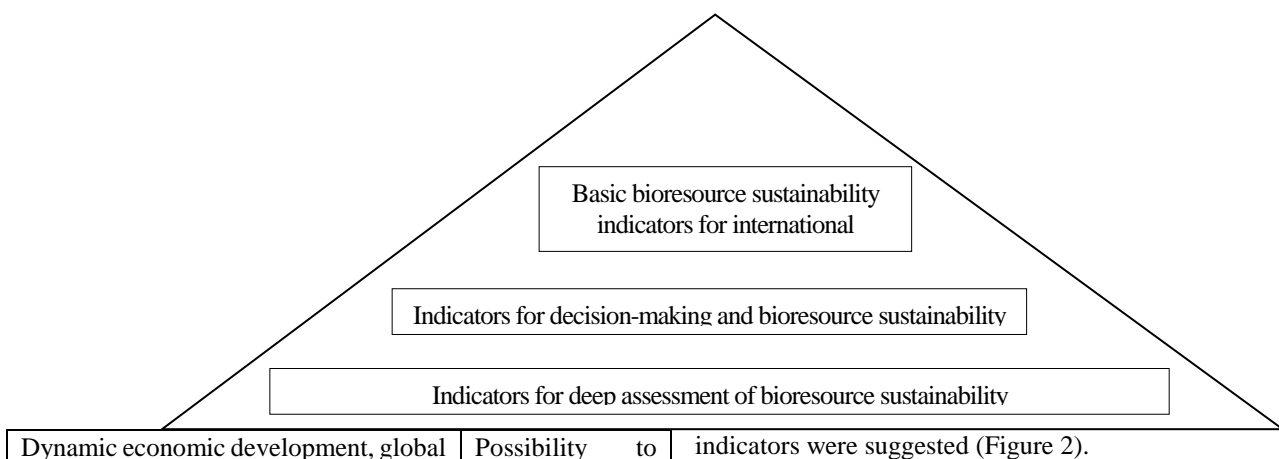 Basic bioresource sustainability
indicators for international
Indicators for decision-making and bioresource sustainability
Indicators for deep assessment of bioresource sustainability
Dynamic economic development, global
Possibility to
indicators were suggested (Figure 2).